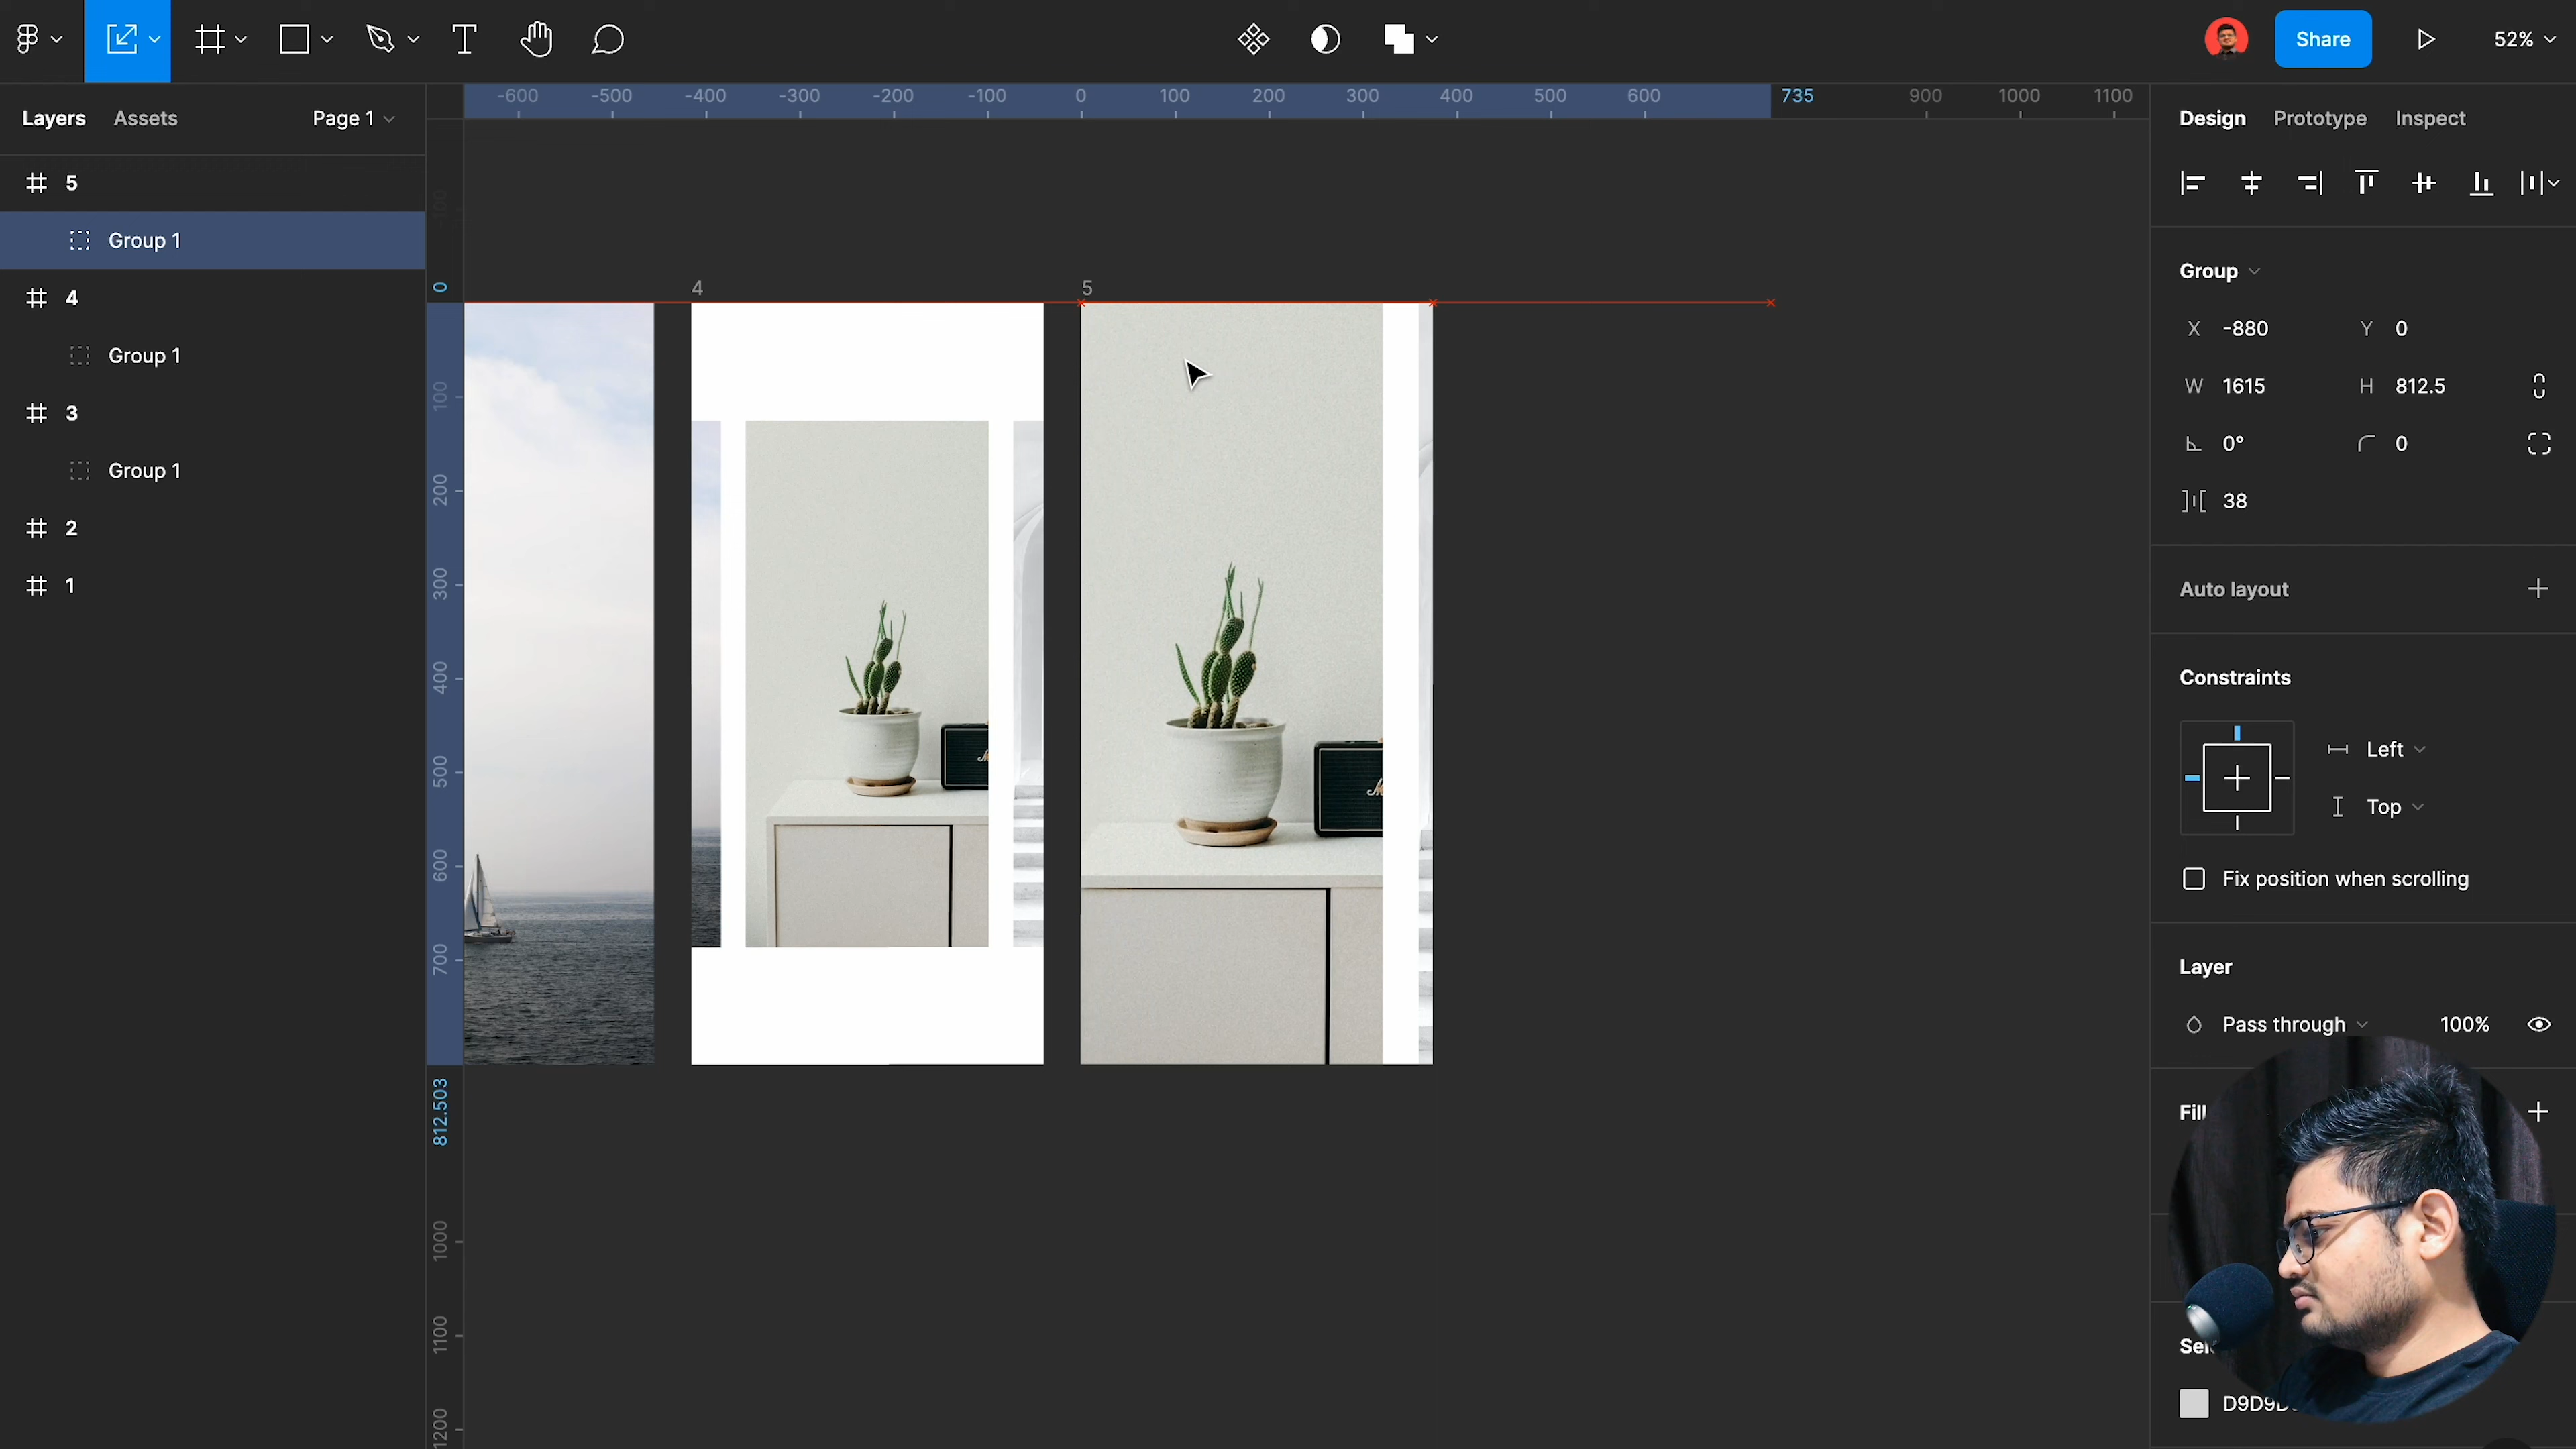 Share
52%
Layers Assets Page 1
5
Group 1
4
Group 1
3
Group 1
2
1
-600 -500 -400 -300 -200 -100 0 100 200 300 400 500 600 735 900 1000 1100
-100
0
100
200
300
400
500
600
700
812.503
1000
1100
1200
4
5
Design Prototype Inspect
Group
X -880 Y 0
W 1615 H 812.5
0° 0
38
Auto layout
Constraints
Left
Top
Fix position when scrolling
Layer
Pass through 100%
Fill